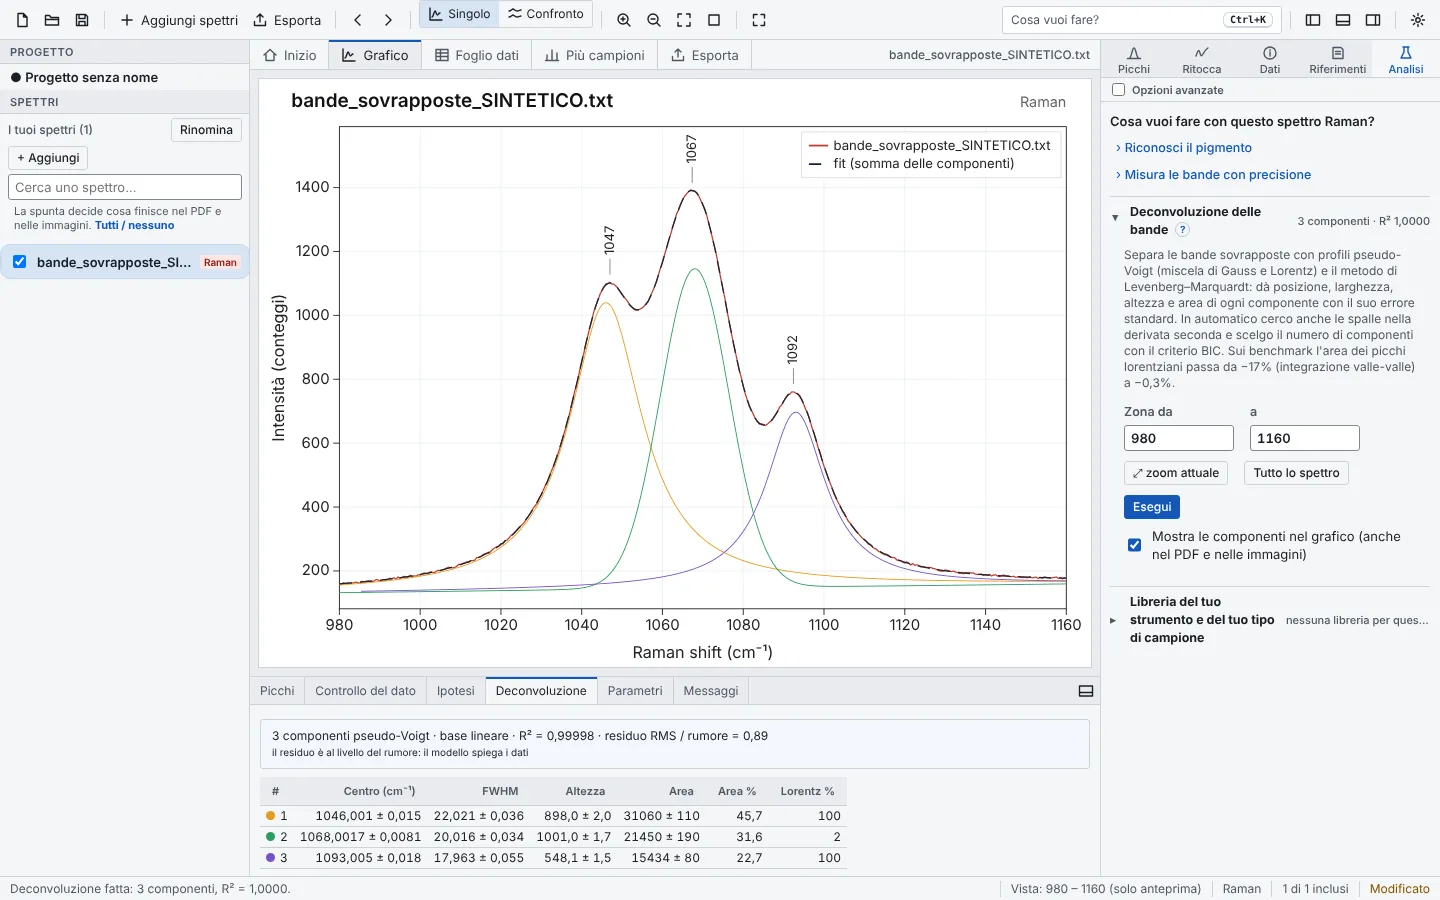 Aggiungi spettri
Esporta
Singolo
Confronto
Cosa vuoi fare?
Ctrl+K
PROGETTO
Progetto senza nome
SPETTRI
I tuoi spettri (1)
Rinomina
+ Aggiungi
Cerca uno spettro...
La spunta decide cosa finisce nel PDF e
nelle immagini. Tutti / nessuno
bande_sovrapposte_SI...
Raman
Inizio
Grafico
Foglio dati
Più campioni
Esporta
bande_sovrapposte_SINTETICO.txt
bande_sovrapposte_SINTETICO.txt
Raman
bande_sovrapposte_SINTETICO.txt
fit (somma delle componenti)
1047
1067
1092
Intensità (conteggi)
1400
1200
1000
800
600
400
200
980 1000 1020 1040 1060 1080 1100 1120 1140 1160
Raman shift (cm⁻¹)
Picchi
Controllo del dato
Ipotesi
Deconvoluzione
Parametri
Messaggi
3 componenti pseudo-Voigt · base lineare · R² = 0,99998 · residuo RMS / rumore = 0,89
il residuo è al livello del rumore: il modello spiega i dati
# Centro (cm⁻¹) FWHM Altezza Area Area % Lorentz %
1 1046,001 ± 0,015 22,021 ± 0,036 898,0 ± 2,0 31060 ± 110 45,7 100
2 1068,0017 ± 0,0081 20,016 ± 0,034 1001,0 ± 1,7 21450 ± 190 31,6 2
3 1093,005 ± 0,018 17,963 ± 0,055 548,1 ± 1,5 15434 ± 80 22,7 100
Picchi
Ritocca
Dati
Riferimenti
Analisi
Opzioni avanzate
Cosa vuoi fare con questo spettro Raman?
› Riconosci il pigmento
› Misura le bande con precisione
Deconvoluzione delle
bande ?
3 componenti · R² 1,0000
Separa le bande sovrapposte con profili pseudo-
Voigt (miscela di Gauss e Lorentz) e il metodo di
Levenberg–Marquardt: dà posizione, larghezza,
altezza e area di ogni componente con il suo errore
standard. In automatico cerco anche le spalle nella
derivata seconda e scelgo il numero di componenti
con il criterio BIC. Sui benchmark l'area dei picchi
lorentziani passa da −17% (integrazione valle-valle)
a −0,3%.
Zona da
a
980
1160
zoom attuale
Tutto lo spettro
Esegui
Mostra le componenti nel grafico (anche
nel PDF e nelle immagini)
Libreria del tuo
strumento e del tuo tipo
di campione
nessuna libreria per ques...
Deconvoluzione fatta: 3 componenti, R² = 1,0000.
Vista: 980 – 1160 (solo anteprima)
Raman
1 di 1 inclusi
Modificato